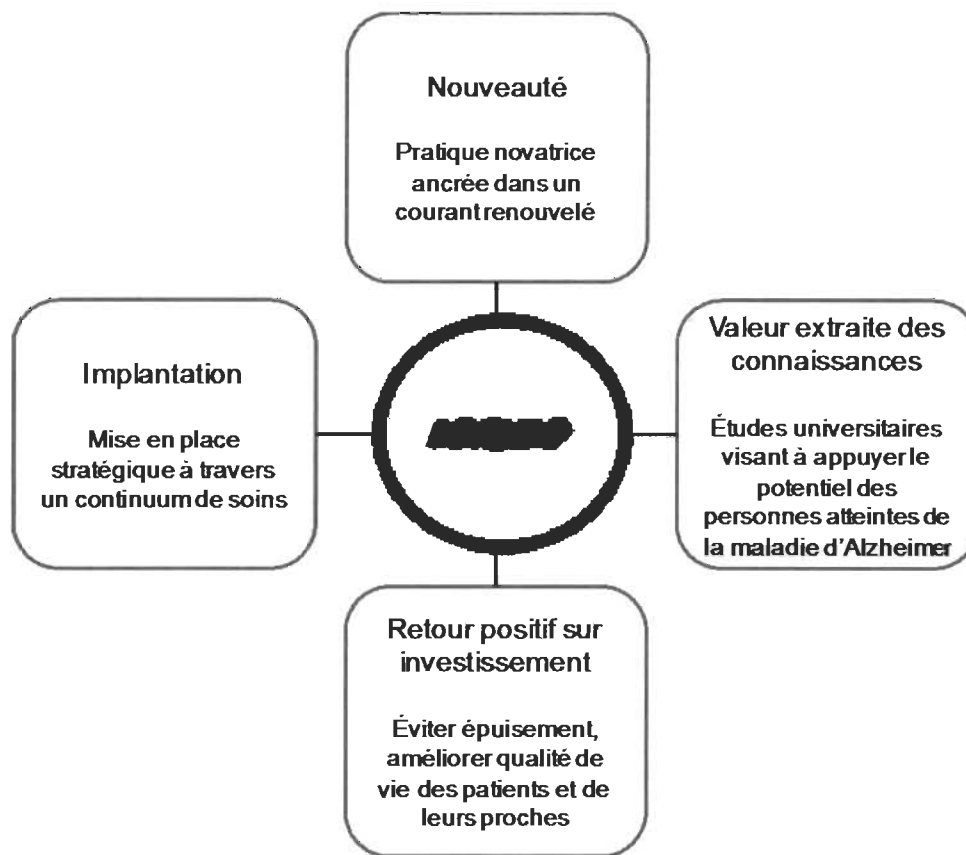 Nouveauté
Pratique novatrice
ancrée dans un
courant renouvelé
Implantation
Mise en place
stratégique à travers
un continuum de soins
Valeur extraite des
connaissances
Études universitaires
visant à appuyer le
potentiel des
personnes atteintes de
la maladie d'Alzheimer
Retour positif sur
investissement
Éviter épuisement,
améliorer qualité de
vie des patients et de
leurs proches